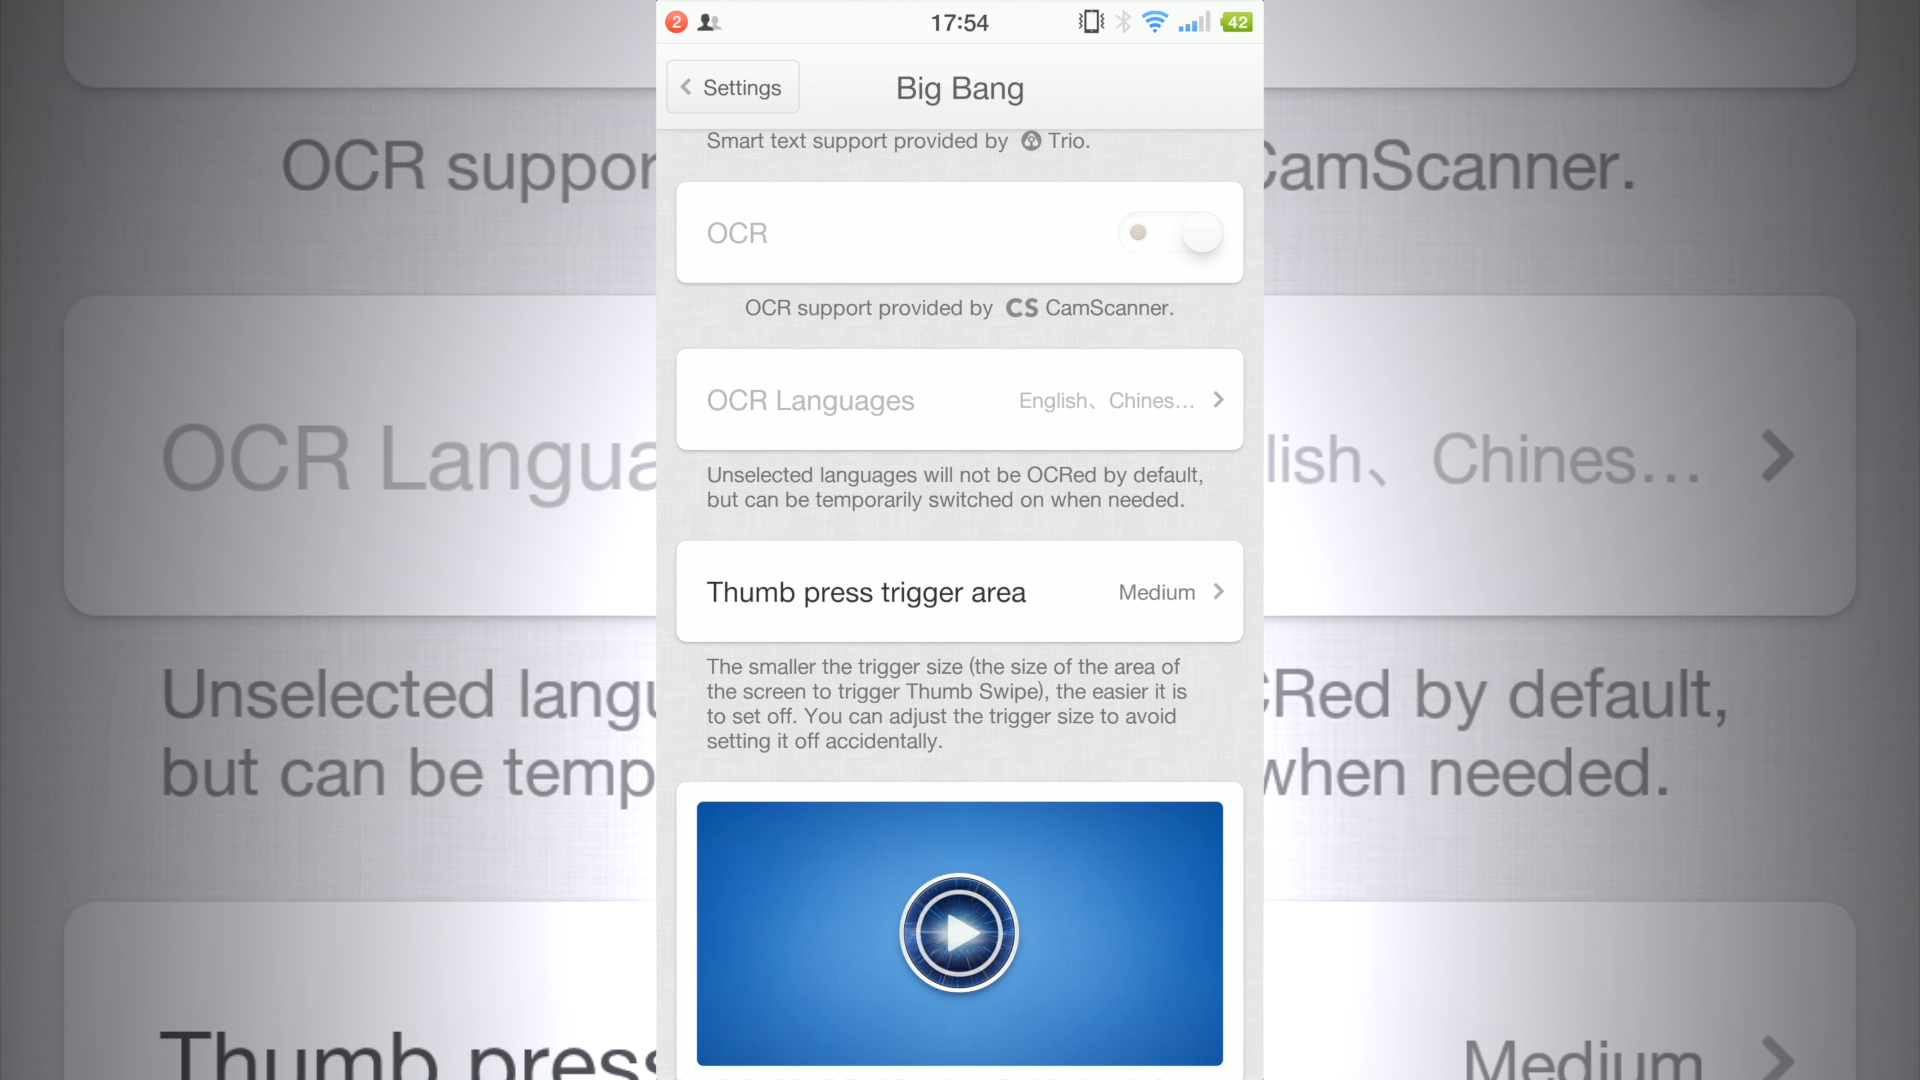 2
17:54
42
Settings
Big Bang
Smart text support provided by Trio.
OCR
OCR support provided by CS CamScanner.
OCR Languages
English、Chines...
Unselected languages will not be OCRed by default,
but can be temporarily switched on when needed.
Thumb press trigger area
Medium
The smaller the trigger size (the size of the area of
the screen to trigger Thumb Swipe), the easier it is
to set off. You can adjust the trigger size to avoid
setting it off accidentally.
OCR suppor
CamScanner.
OCR Langua
lish、Chines...
Unselected langu
CRed by default,
but can be temp
when needed.
Thumb press
Medium